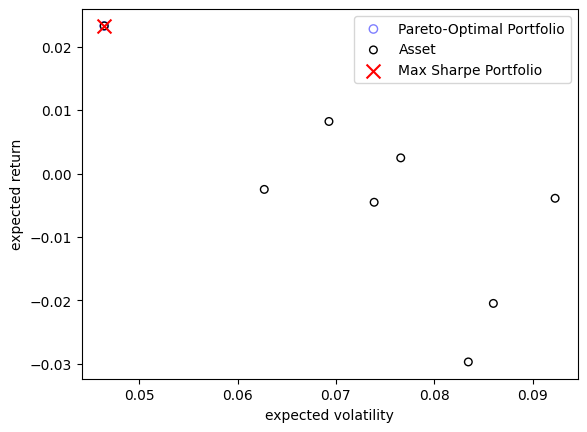 Pareto-Optimal Portfolio
Asset
Max Sharpe Portfolio
expected return
0.02
0.01
0.00
−0.01
−0.02
−0.03
0.05 0.06 0.07 0.08 0.09
expected volatility